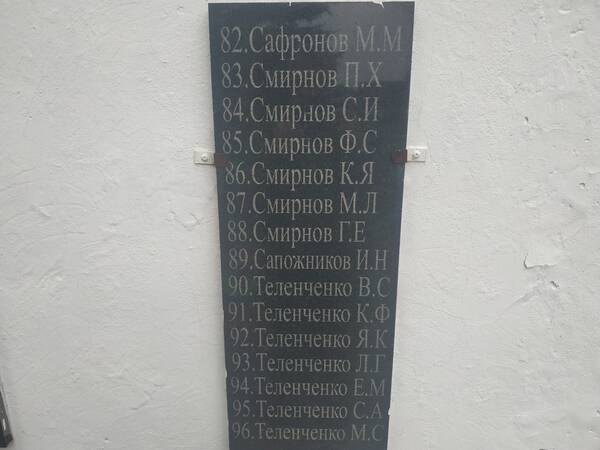 82.Сафронов М.М
83.Смирнов П.Х
84.Смирнов С.И
85.Смирнов Ф.С
86.Смирнов К.Я
87.Смирнов М.Л
88.Смирнов Г.Е
89.Сапожников И.Н
90.Теленченко В.С
91.Теленченко К.Ф
92.Теленченко Я.К
93.Теленченко Л.Г
94.Теленченко Е.М
95.Теленченко С.А
96.Теленченко М.С